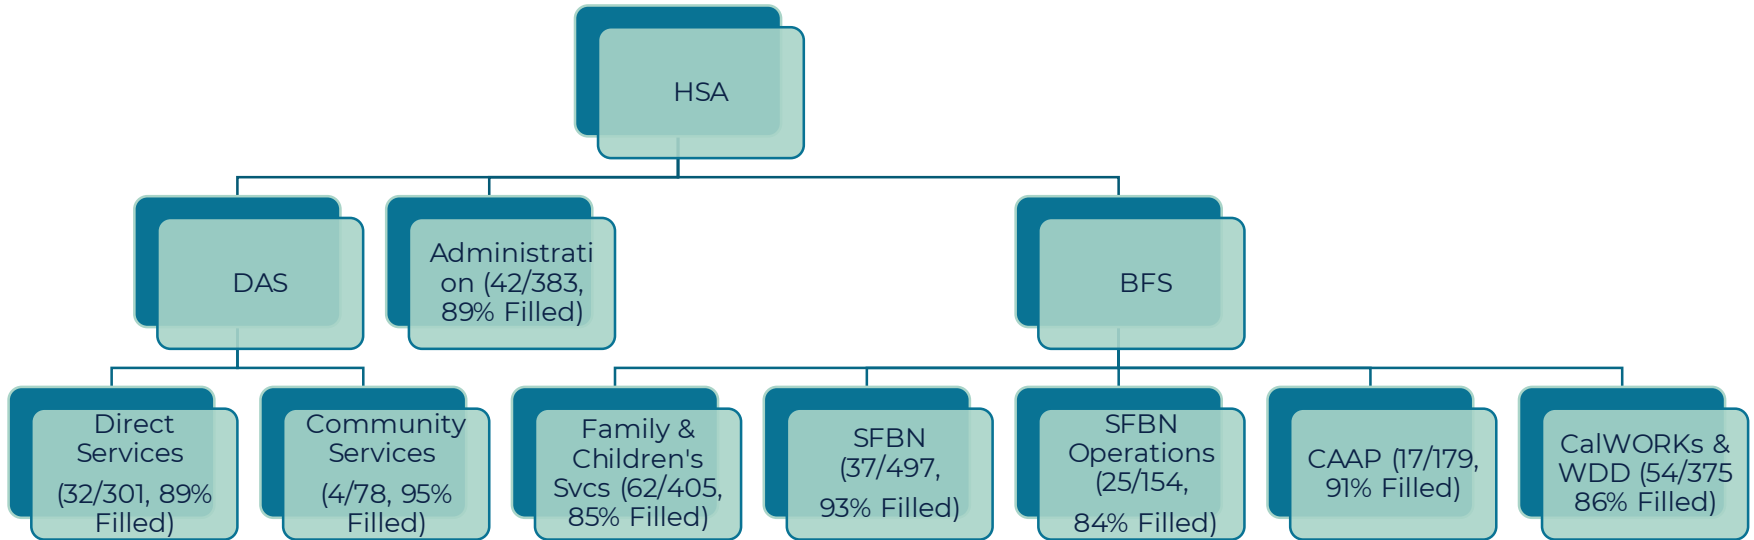 HSA
DAS
Administrati
on (42/383,
89% Filled)
BFS
Direct
Services
(32/301, 89%
Filled)
Community
Services
(4/78, 95%
Filled)
Family &
Children's
Svcs (62/405,
85% Filled)
SFBN
(37/497,
93% Filled)
SFBN
Operations
(25/154,
84% Filled)
CAAP (17/179,
91% Filled)
CalWORKs &
WDD (54/375
86% Filled)